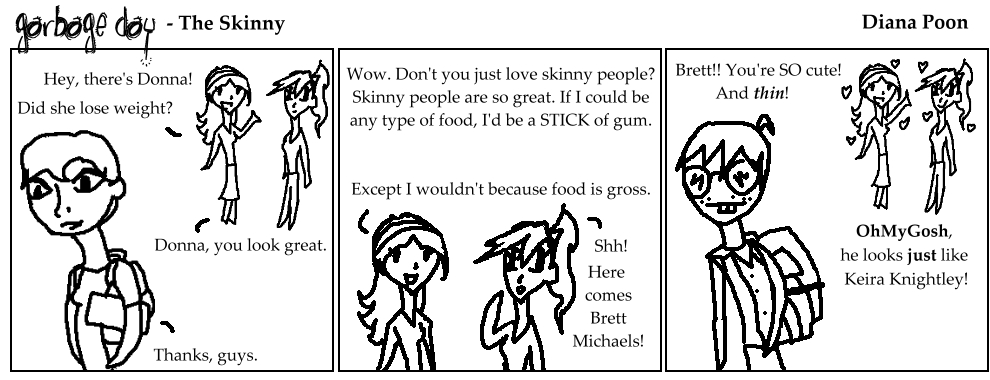 garbage day - The Skinny
Diana Poon
Hey, there's Donna!
Did she lose weight?
Donna, you look great.
Thanks, guys.
Wow. Don't you just love skinny people?
Skinny people are so great. If I could be
any type of food, I'd be a STICK of gum.
Except I wouldn't because food is gross.
Shh!
Here
comes
Brett
Michaels!
Brett!! You're SO cute!
And thin!
OhMyGosh,
he looks just like
Keira Knightley!